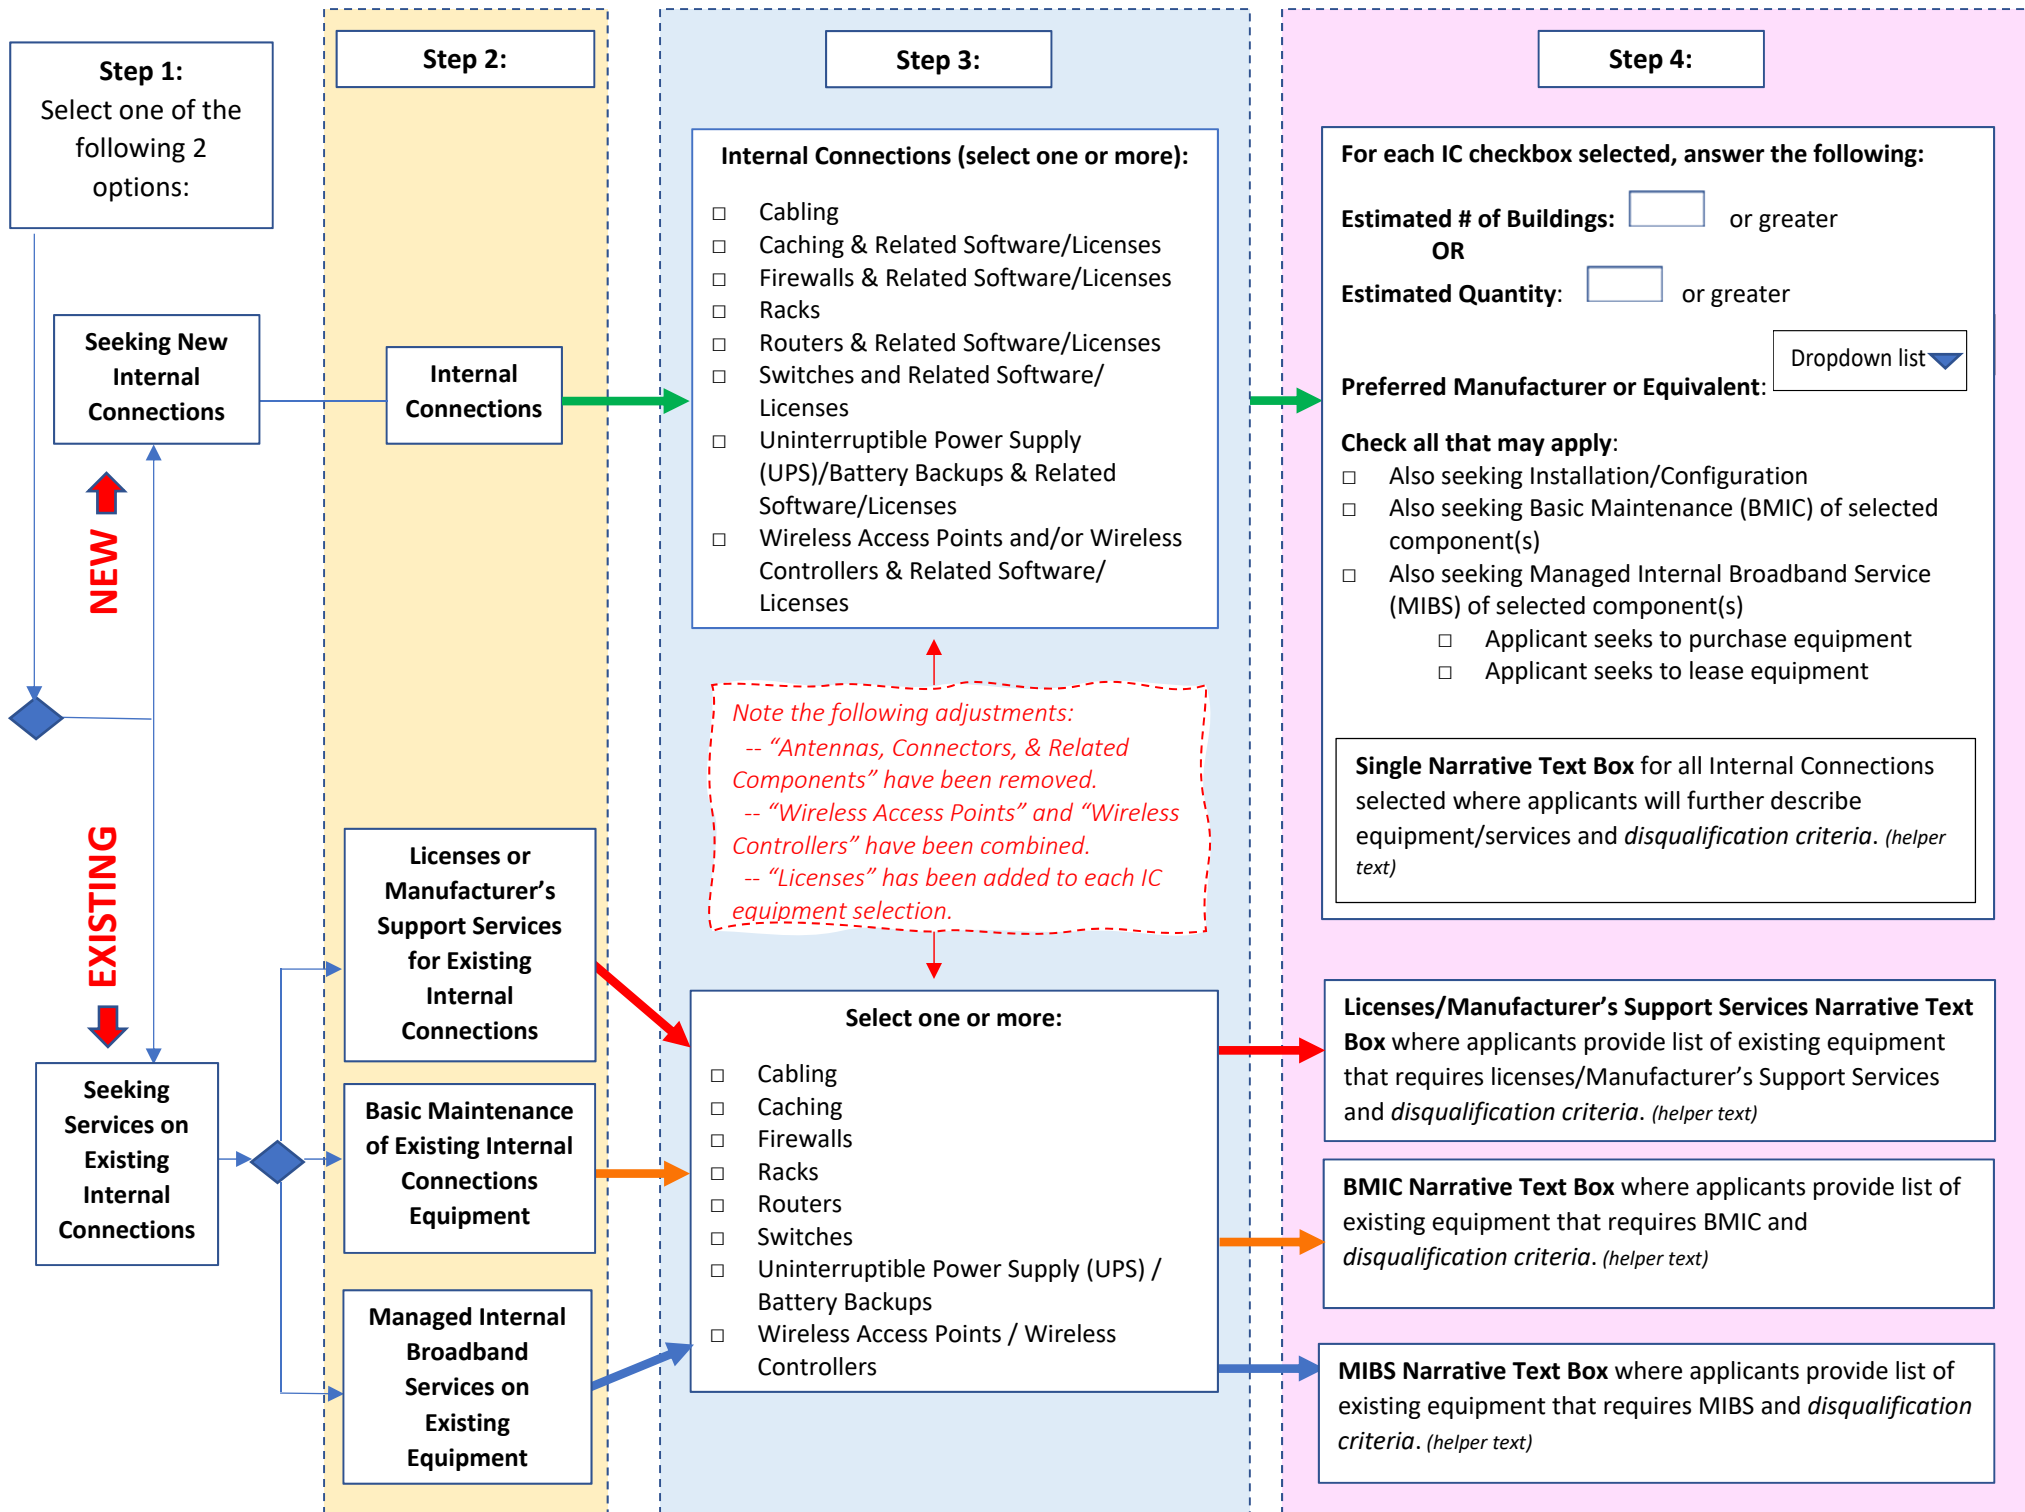 Step 1:
Select one of the
following 2
options:
Seeking New
Internal
Connections
NEW
EXISTING
Seeking
Services on
Existing
Internal
Connections
Step 2:
Internal
Connections
Licenses or
Manufacturer’s
Support Services
for Existing
Internal
Connections
Basic Maintenance
of Existing Internal
Connections
Equipment
Managed Internal
Broadband
Services on
Existing
Equipment
Step 3:
Internal Connections (select one or more):
□ Cabling
□ Caching & Related Software/Licenses
□ Firewalls & Related Software/Licenses
□ Racks
□ Routers & Related Software/Licenses
□ Switches and Related Software/
Licenses
□ Uninterruptible Power Supply
(UPS)/Battery Backups & Related
Software/Licenses
□ Wireless Access Points and/or Wireless
Controllers & Related Software/
Licenses
Note the following adjustments:
-- “Antennas, Connectors, & Related
Components” have been removed.
-- “Wireless Access Points” and “Wireless
Controllers” have been combined.
-- “Licenses” has been added to each IC
equipment selection.
Select one or more:
□ Cabling
□ Caching
□ Firewalls
□ Racks
□ Routers
□ Switches
□ Uninterruptible Power Supply (UPS) /
Battery Backups
□ Wireless Access Points / Wireless
Controllers
Step 4:
For each IC checkbox selected, answer the following:
Estimated # of Buildings: or greater
OR
Estimated Quantity: or greater
Dropdown list
Preferred Manufacturer or Equivalent:
Check all that may apply:
□ Also seeking Installation/Configuration
□ Also seeking Basic Maintenance (BMIC) of selected
component(s)
□ Also seeking Managed Internal Broadband Service
(MIBS) of selected component(s)
□ Applicant seeks to purchase equipment
□ Applicant seeks to lease equipment
Single Narrative Text Box for all Internal Connections
selected where applicants will further describe
equipment/services and disqualification criteria. (helper
text)
Licenses/Manufacturer’s Support Services Narrative Text
Box where applicants provide list of existing equipment
that requires licenses/Manufacturer’s Support Services
and disqualification criteria. (helper text)
BMIC Narrative Text Box where applicants provide list of
existing equipment that requires BMIC and
disqualification criteria. (helper text)
MIBS Narrative Text Box where applicants provide list of
existing equipment that requires MIBS and disqualification
criteria. (helper text)